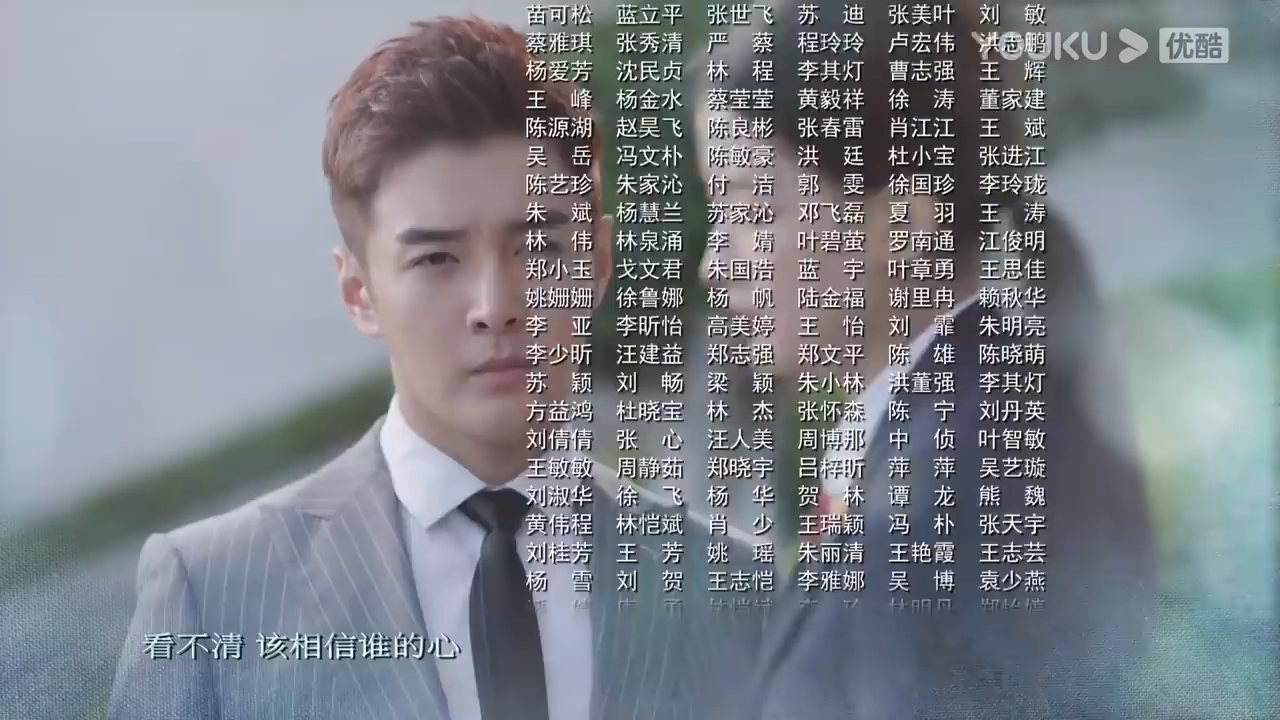 苗可松 蓝立平 张世飞 苏 迪 张美叶 刘 敏
蔡雅琪 张秀清 严 蔡 程玲玲 卢宏伟 洪志鹏
YOUKU 优酷
杨爱芳 沈民贞 林 程 李其灯 曹志强 王 辉
王 峰 杨金水 蔡莹莹 黄毅祥 徐 涛 董家建
陈源湖 赵昊飞 陈良彬 张春雷 肖江江 王 斌
吴 岳 冯文朴 陈敏豪 洪 廷 杜小宝 张进江
陈艺珍 朱家沁 付 洁 郭 雯 徐国珍 李玲珑
朱 斌 杨慧兰 苏家沁 邓飞磊 夏 羽 王 涛
林 伟 林泉涌 李 婧 叶碧萤 罗南通 江俊明
郑小玉 戈文君 朱国浩 蓝 宇 叶章勇 王思佳
姚姗姗 徐鲁娜 杨 帆 陆金福 谢里冉 赖秋华
李 亚 李昕怡 高美婷 王 怡 刘 霏 朱明亮
李少昕 汪建益 郑志强 郑文平 陈 雄 陈晓萌
苏 颖 刘 畅 梁 颖 朱小林 洪董强 李其灯
方益鸿 杜晓宝 林 杰 张怀森 陈 宁 刘丹英
刘倩倩 张 心 汪人美 周博那 中 侦 叶智敏
王敏敏 周静茹 郑晓宇 吕梓昕 萍 萍 吴艺璇
刘淑华 徐 飞 杨 华 贺 林 谭 龙 熊 魏
黄伟程 林恺斌 肖 少 王瑞颖 冯 朴 张天宇
刘桂芳 王 芳 姚 瑶 朱丽清 王艳霞 王志芸
杨 雪 刘 贺 王志恺 李雅娜 吴 博 袁少燕
看不清 该相信谁的心